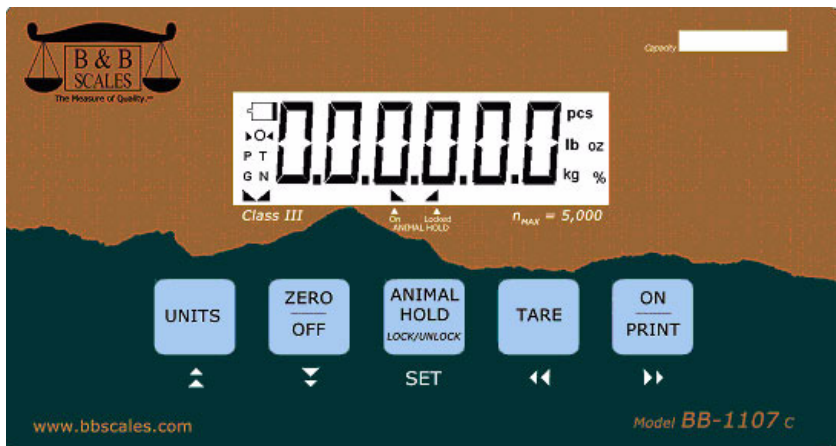 B & B
SCALES
The Measure of Quality.℠
Capacity
0.0.0.0.0.0
pcs
lb oz
kg %
O
P T
G N
Class III
On Locked
ANIMAL HOLD
nMAX = 5,000
UNITS
ZERO
OFF
ANIMAL
HOLD
LOCK/UNLOCK
TARE
ON
PRINT
SET
www.bbscales.com
Model BB-1107 c